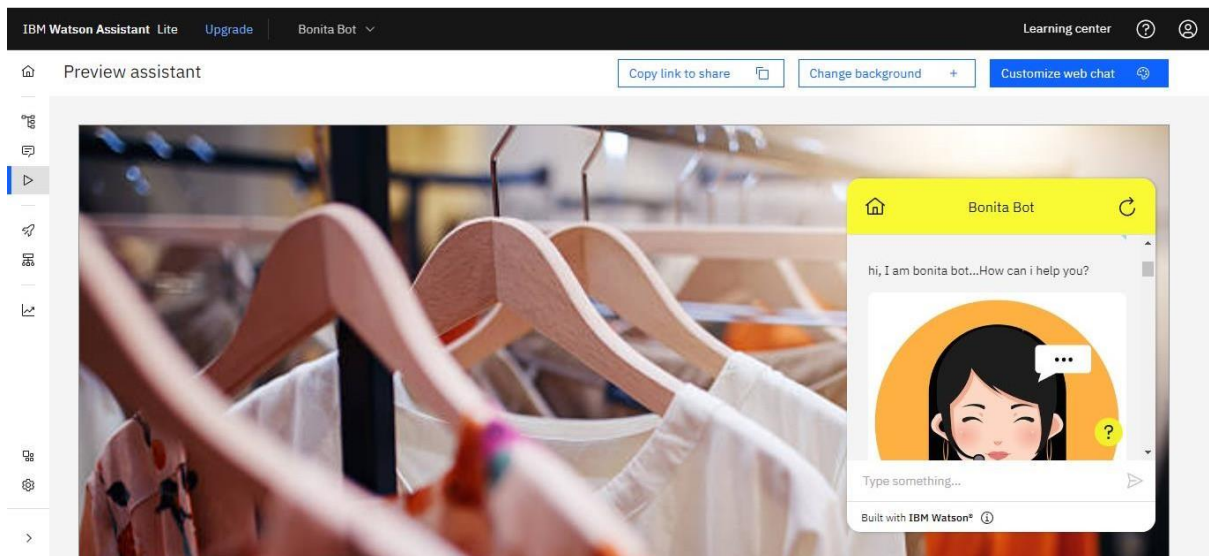 IBM Watson Assistant Lite Upgrade Bonita Bot Learning center
Preview assistant Copy link to share Change background + Customize web chat
Bonita Bot
hi, I am bonita bot...How can i help you?
...
?
Type something...
Built with IBM Watson®